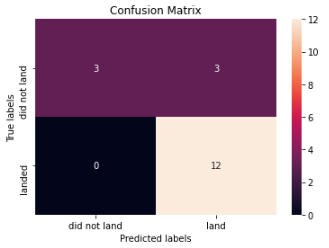 Confusion Matrix
True labels
did not land
landed
3
3
0
12
did not land
land
Predicted labels
12
10
8
6
4
2
0